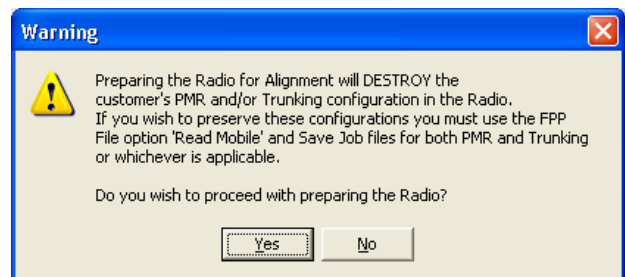 Warning
Preparing the Radio for Alignment will DESTROY the
customer's PMR and/or Trunking configuration in the Radio.
If you wish to preserve these configurations you must use the FPP
File option 'Read Mobile' and Save Job files for both PMR and Trunking
or whichever is applicable.
Do you wish to proceed with preparing the Radio?
Yes No